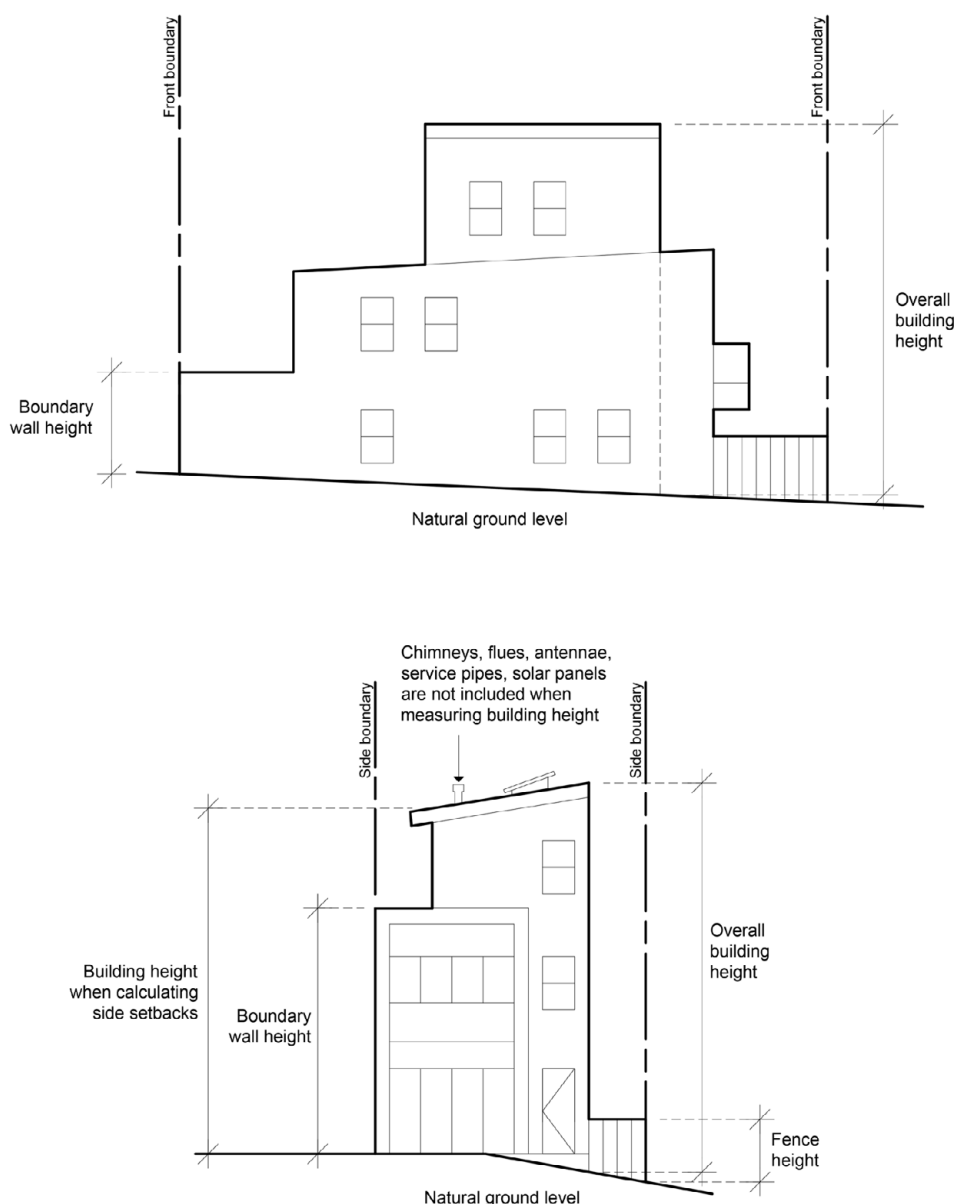 Front boundary
Front boundary
Overall
building
height
Boundary
wall height
Natural ground level
Chimneys, flues, antennae,
service pipes, solar panels
are not included when
measuring building height
Side boundary
Side boundary
Building height
when calculating
side setbacks
Boundary
wall height
Overall
building
height
Fence
height
Natural ground level